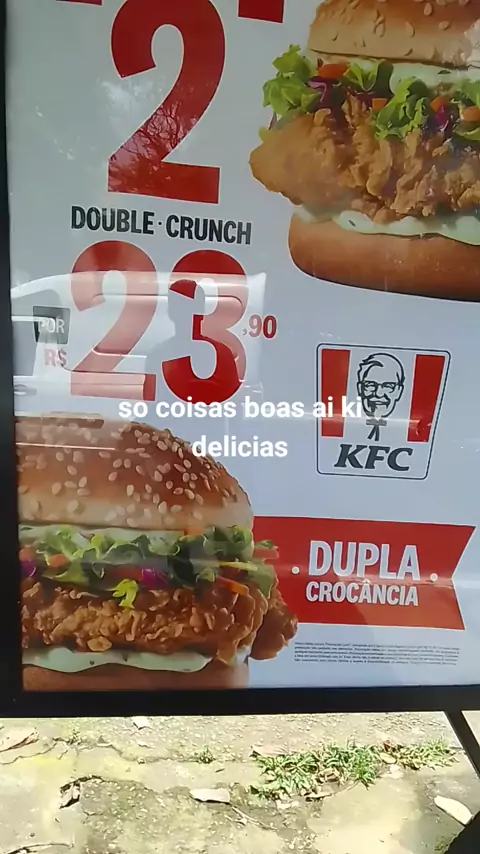 2
DOUBLE·CRUNCH
POR
R$ 23,90
so coisas boas ai ki
delicias
KFC
. DUPLA .
CROCÂNCIA